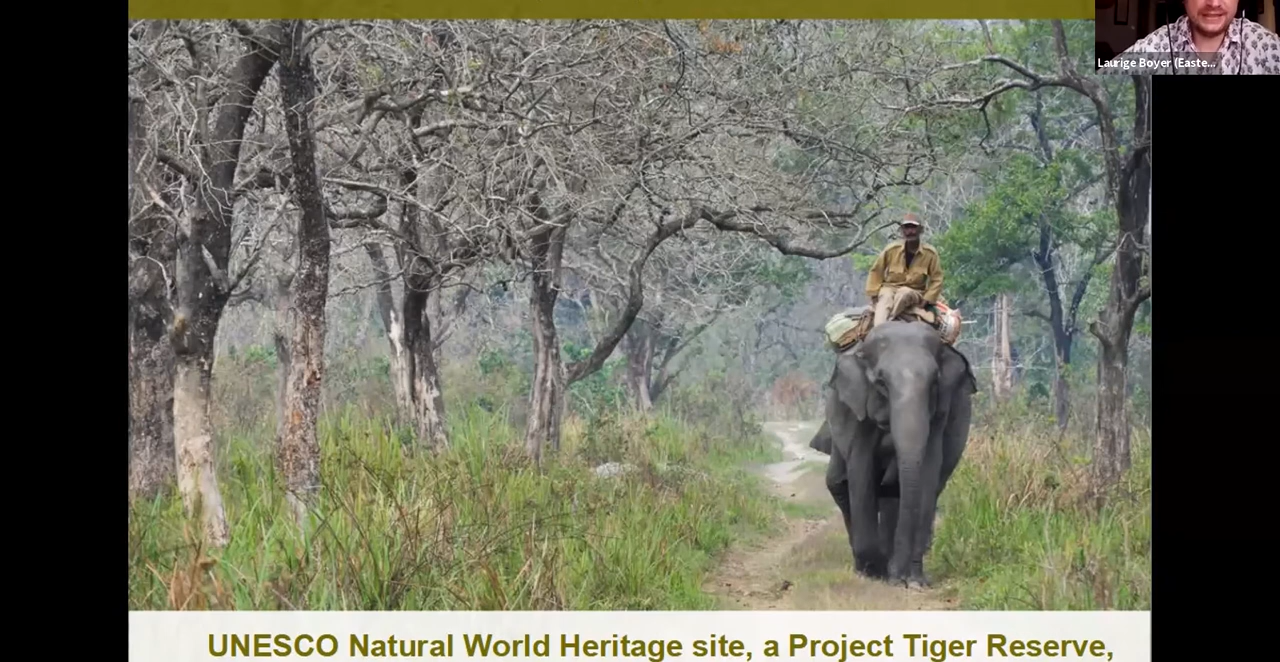 Laurige Boyer (Easte...
UNESCO Natural World Heritage site, a Project Tiger Reserve,